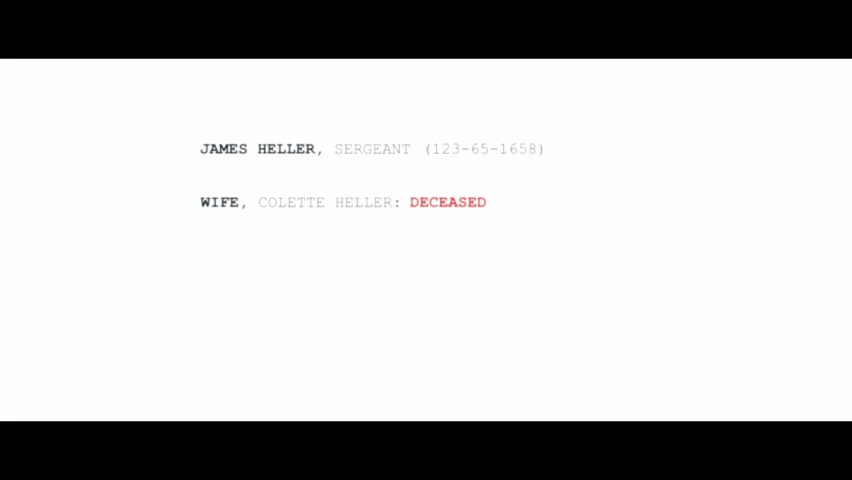 JAMES HELLER, SERGEANT (123-65-1658)
WIFE, COLETTE HELLER: DECEASED